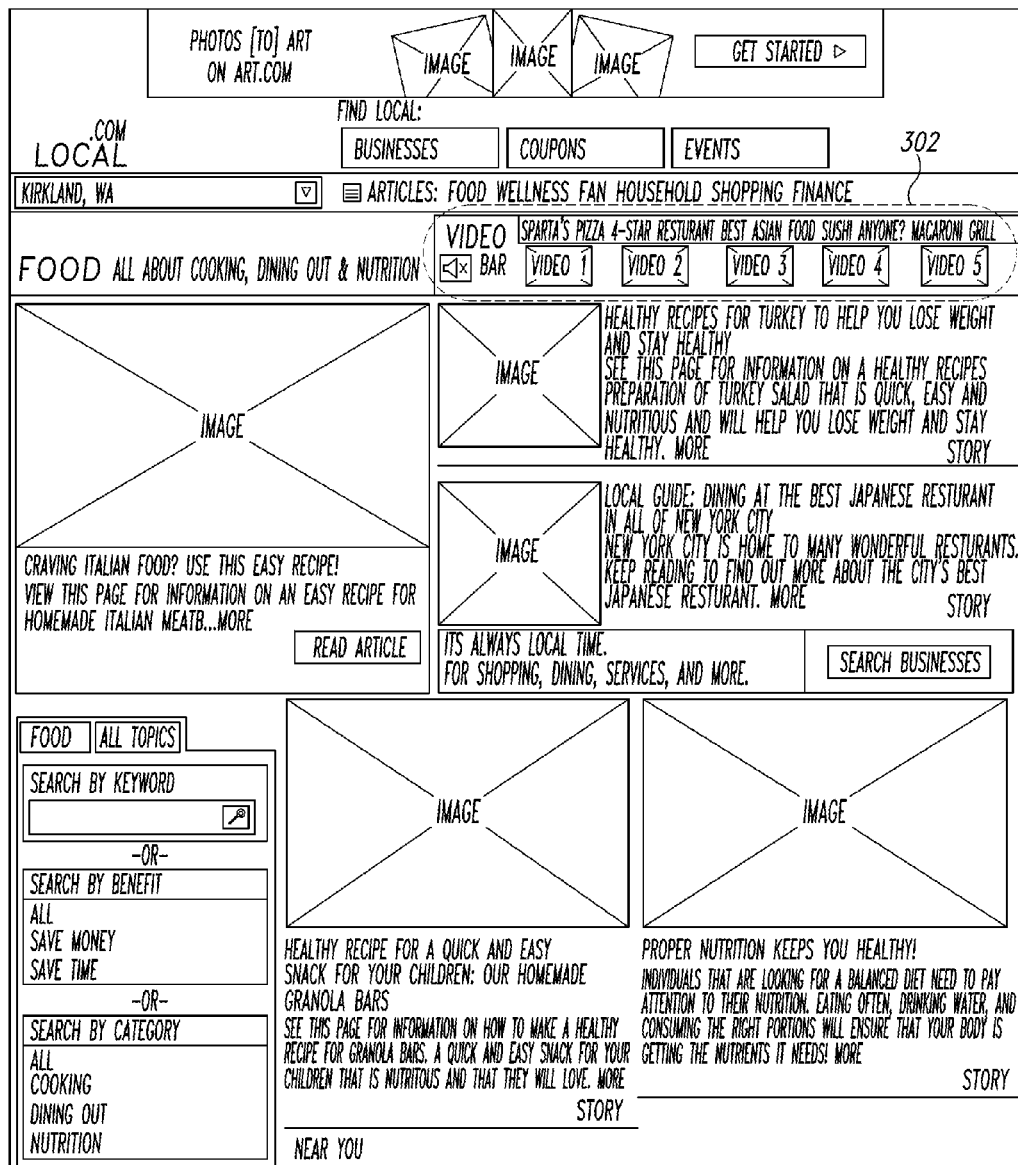 PHOTOS [TO] ART
ON ART.COM
IMAGE
IMAGE
IMAGE
GET STARTED ▷
FIND LOCAL:
.COM
LOCAL
BUSINESSES
COUPONS
EVENTS
302
KIRKLAND, WA
ARTICLES: FOOD WELLNESS FAN HOUSEHOLD SHOPPING FINANCE
FOOD ALL ABOUT COOKING, DINING OUT & NUTRITION
VIDEO
BAR
SPARTA'S PIZZA 4-STAR RESTURANT BEST ASIAN FOOD SUSHI ANYONE? MACARONI GRILL
VIDEO 1
VIDEO 2
VIDEO 3
VIDEO 4
VIDEO 5
IMAGE
CRAVING ITALIAN FOOD? USE THIS EASY RECIPE!
VIEW THIS PAGE FOR INFORMATION ON AN EASY RECIPE FOR
HOMEMADE ITALIAN MEATB...MORE
READ ARTICLE
IMAGE
HEALTHY RECIPES FOR TURKEY TO HELP YOU LOSE WEIGHT
AND STAY HEALTHY
SEE THIS PAGE FOR INFORMATION ON A HEALTHY RECIPES
PREPARATION OF TURKEY SALAD THAT IS QUICK, EASY AND
NUTRITIOUS AND WILL HELP YOU LOSE WEIGHT AND STAY
HEALTHY. MORE
STORY
IMAGE
LOCAL GUIDE: DINING AT THE BEST JAPANESE RESTURANT
IN ALL OF NEW YORK CITY
NEW YORK CITY IS HOME TO MANY WONDERFUL RESTURANTS.
KEEP READING TO FIND OUT MORE ABOUT THE CITY'S BEST
JAPANESE RESTURANT. MORE
STORY
ITS ALWAYS LOCAL TIME.
FOR SHOPPING, DINING, SERVICES, AND MORE.
SEARCH BUSINESSES
FOOD
ALL TOPICS
SEARCH BY KEYWORD
-OR-
SEARCH BY BENEFIT
ALL
SAVE MONEY
SAVE TIME
-OR-
SEARCH BY CATEGORY
ALL
COOKING
DINING OUT
NUTRITION
IMAGE
HEALTHY RECIPE FOR A QUICK AND EASY
SNACK FOR YOUR CHILDREN: OUR HOMEMADE
GRANOLA BARS
SEE THIS PAGE FOR INFORMATION ON HOW TO MAKE A HEALTHY
RECIPE FOR GRANOLA BARS. A QUICK AND EASY SNACK FOR YOUR
CHILDREN THAT IS NUTRITOUS AND THAT THEY WILL LOVE. MORE
STORY
NEAR YOU
IMAGE
PROPER NUTRITION KEEPS YOU HEALTHY!
INDIVIDUALS THAT ARE LOOKING FOR A BALANCED DIET NEED TO PAY
ATTENTION TO THEIR NUTRITION. EATING OFTEN, DRINKING WATER, AND
CONSUMING THE RIGHT PORTIONS WILL ENSURE THAT YOUR BODY IS
GETTING THE NUTRIENTS IT NEEDS! MORE
STORY